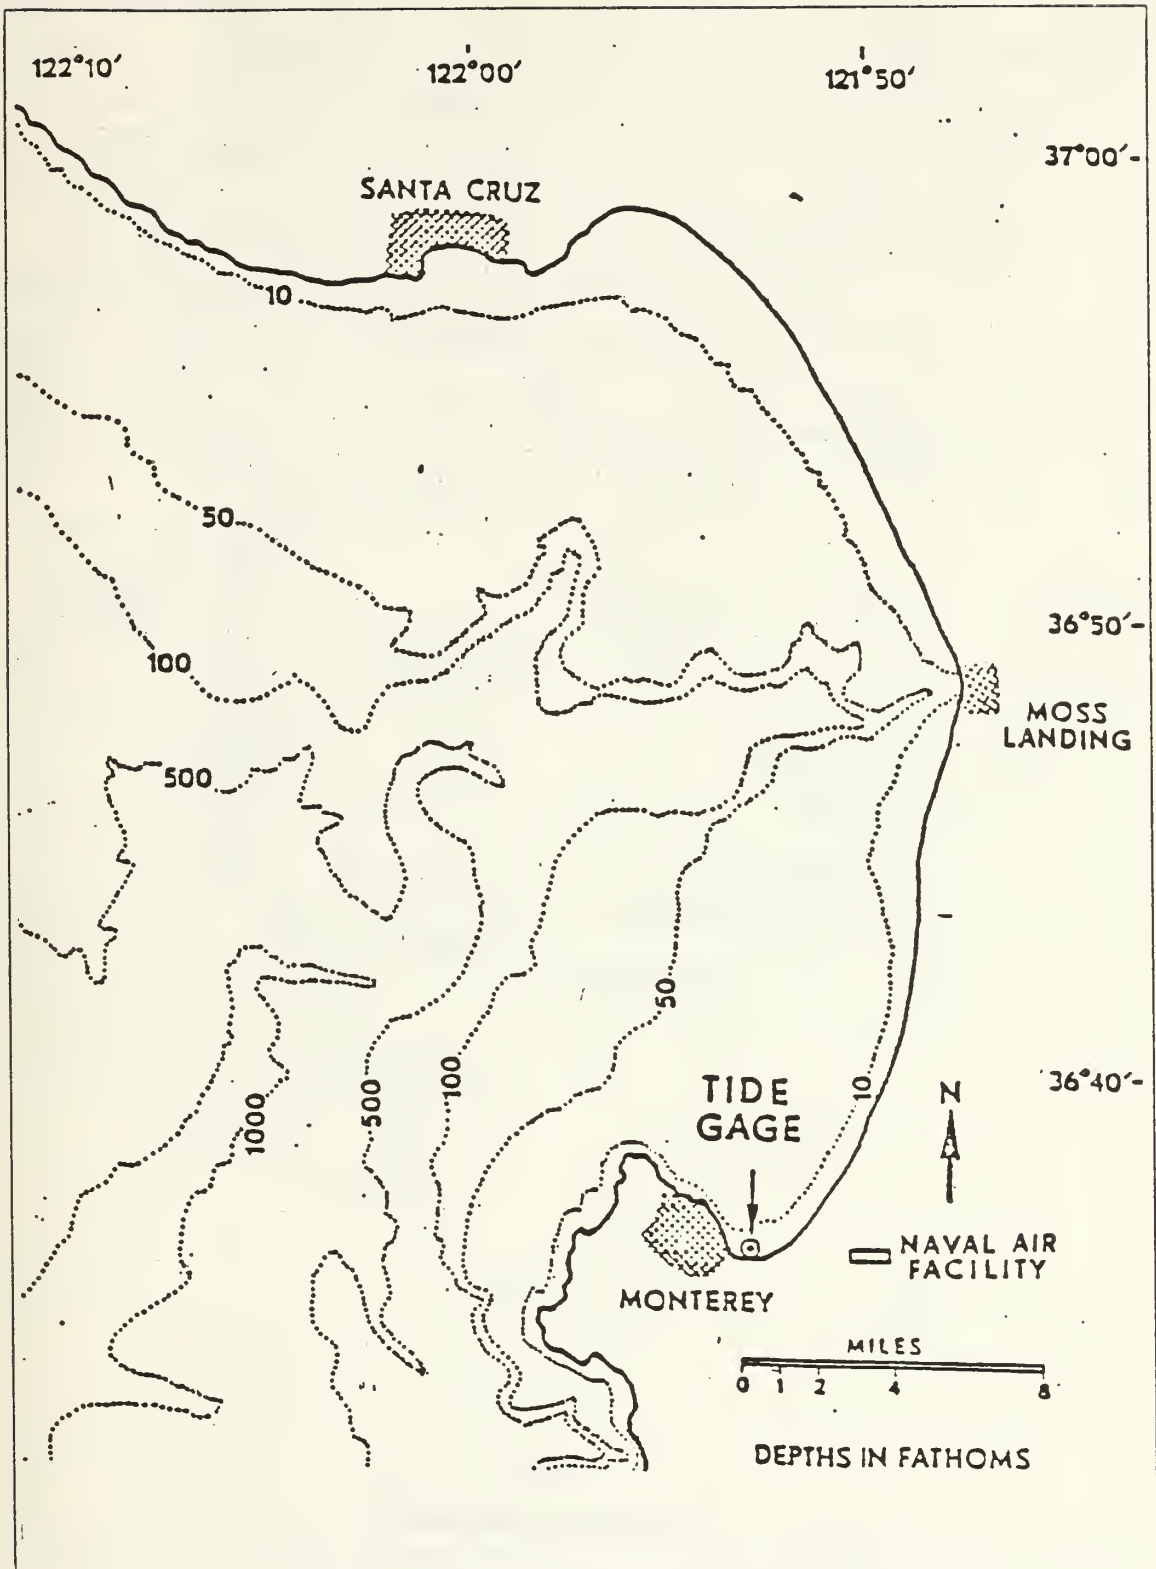 122°10′
122°00′
121°50′
37°00′-
SANTA CRUZ
10
50
36°50′-
100
MOSS
LANDING
500
50
36°40′-
TIDE
GAGE
10
N
100
500
1000
NAVAL AIR
FACILITY
MONTEREY
MILES
0 1 2 4 8
DEPTHS IN FATHOMS